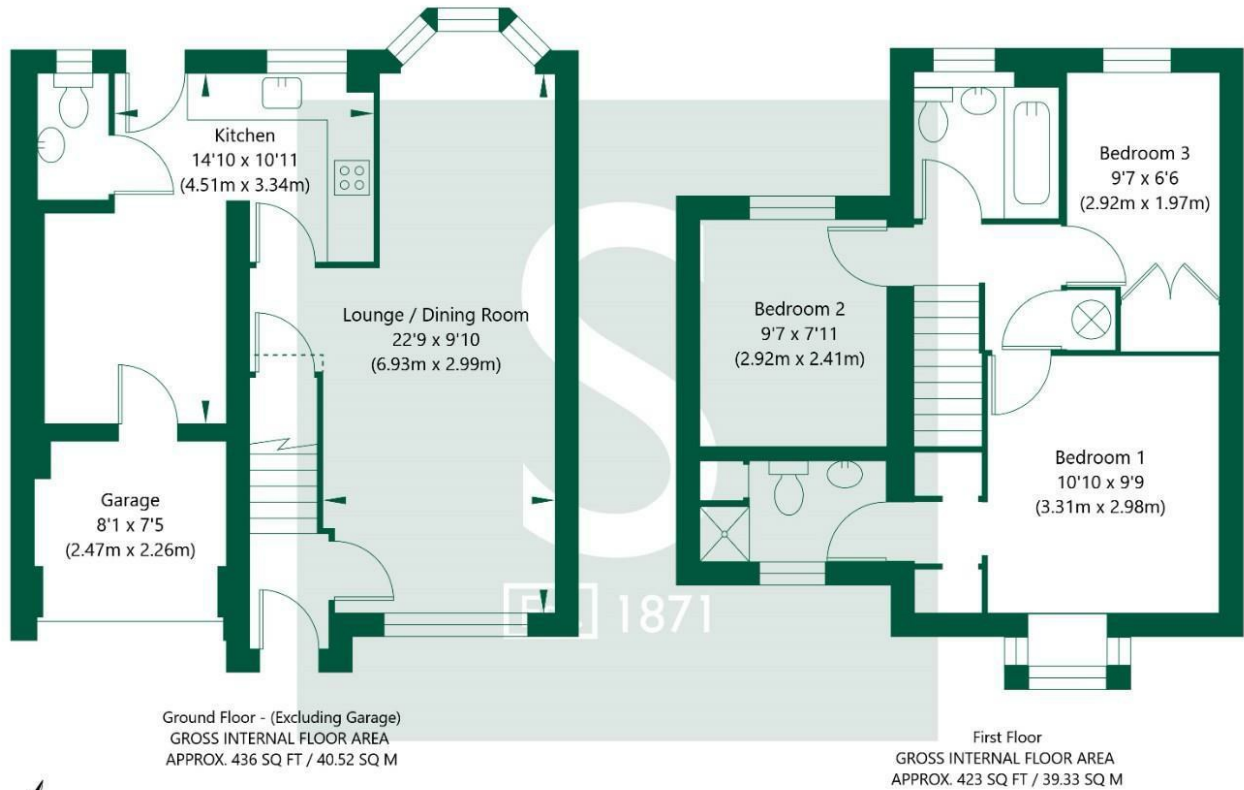 Kitchen
14'10 x 10'11
(4.51m x 3.34m)
Lounge / Dining Room
22'9 x 9'10
(6.93m x 2.99m)
Garage
8'1 x 7'5
(2.47m x 2.26m)
Ground Floor - (Excluding Garage)
GROSS INTERNAL FLOOR AREA
APPROX. 436 SQ FT / 40.52 SQ M
Bedroom 3
9'7 x 6'6
(2.92m x 1.97m)
Bedroom 2
9'7 x 7'11
(2.92m x 2.41m)
Bedroom 1
10'10 x 9'9
(3.31m x 2.98m)
First Floor
GROSS INTERNAL FLOOR AREA
APPROX. 423 SQ FT / 39.33 SQ M
S
1871